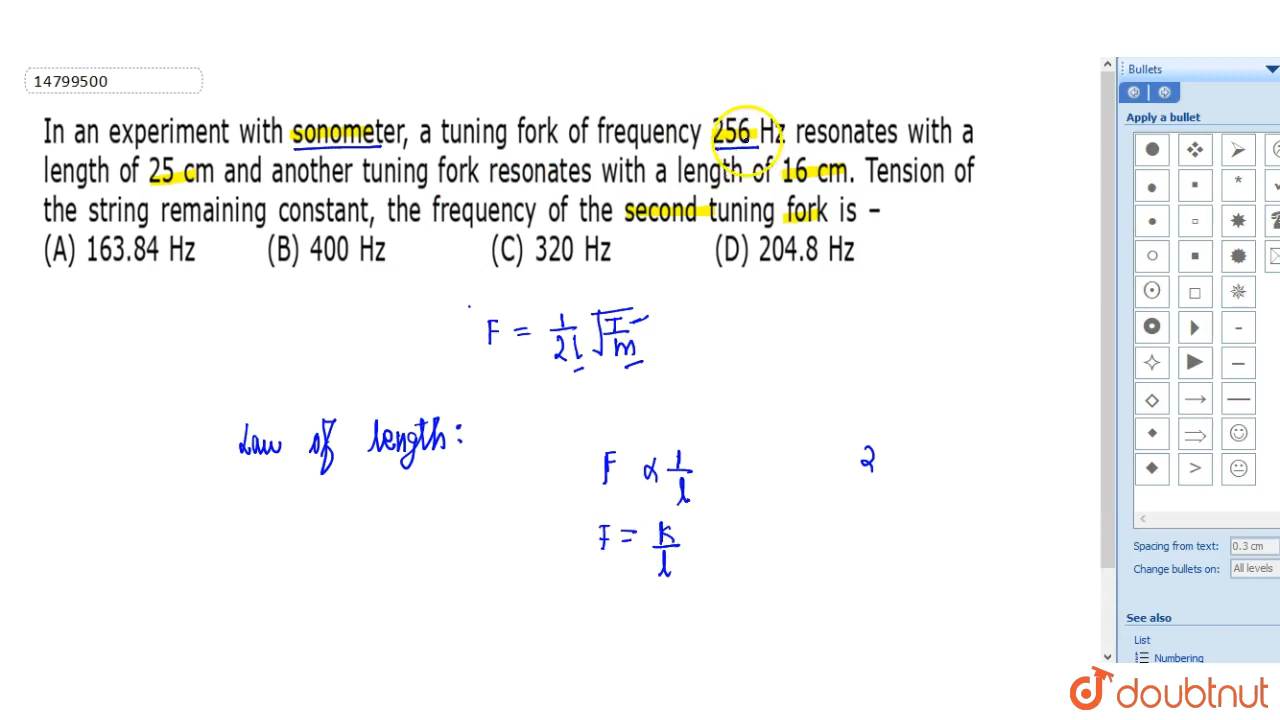 14799500
In an experiment with sonometer, a tuning fork of frequency 256 Hz resonates with a
length of 25 cm and another tuning fork resonates with a length of 16 cm. Tension of
the string remaining constant, the frequency of the second tuning fork is –
(A) 163.84 Hz (B) 400 Hz (C) 320 Hz (D) 204.8 Hz
F = 1/2l √T/m
Law of length:
F ∝ 1/l
2
F = K/l
Bullets
Apply a bullet
Spacing from text: 0.3 cm
Change bullets on: All levels
See also
List
Numbering
doubtnut